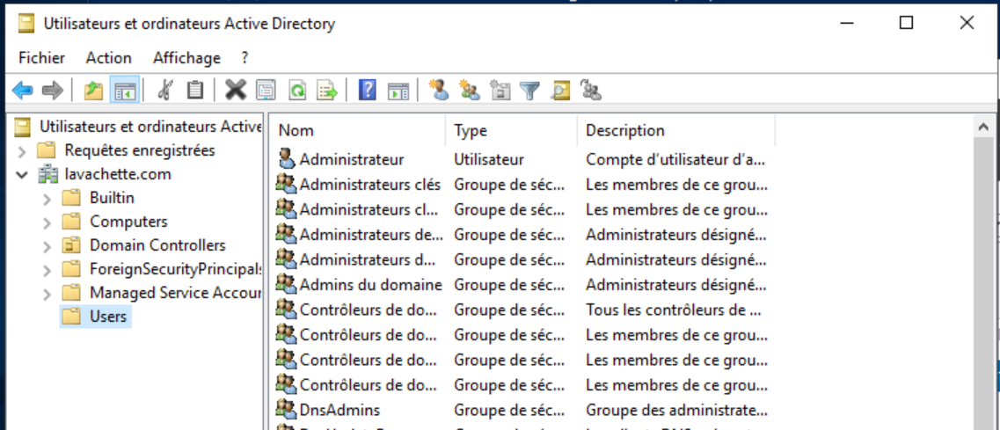 Utilisateurs et ordinateurs Active Directory
Fichier Action Affichage ?
Utilisateurs et ordinateurs Active
Requêtes enregistrées
lavachette.com
Builtin
Computers
Domain Controllers
ForeignSecurityPrincipals
Managed Service Accour
Users
Nom Type Description
Administrateur Utilisateur Compte d'utilisateur d'a...
Administrateurs clés Groupe de séc... Les membres de ce grou...
Administrateurs cl... Groupe de séc... Les membres de ce grou...
Administrateurs de... Groupe de séc... Administrateurs désigné...
Administrateurs d... Groupe de séc... Administrateurs désigné...
Admins du domaine Groupe de séc... Administrateurs désigné...
Contrôleurs de do... Groupe de séc... Tous les contrôleurs de ...
Contrôleurs de do... Groupe de séc... Les membres de ce grou...
Contrôleurs de do... Groupe de séc... Les membres de ce grou...
Contrôleurs de do... Groupe de séc... Les membres de ce grou...
DnsAdmins Groupe de séc... Groupe des administrate...